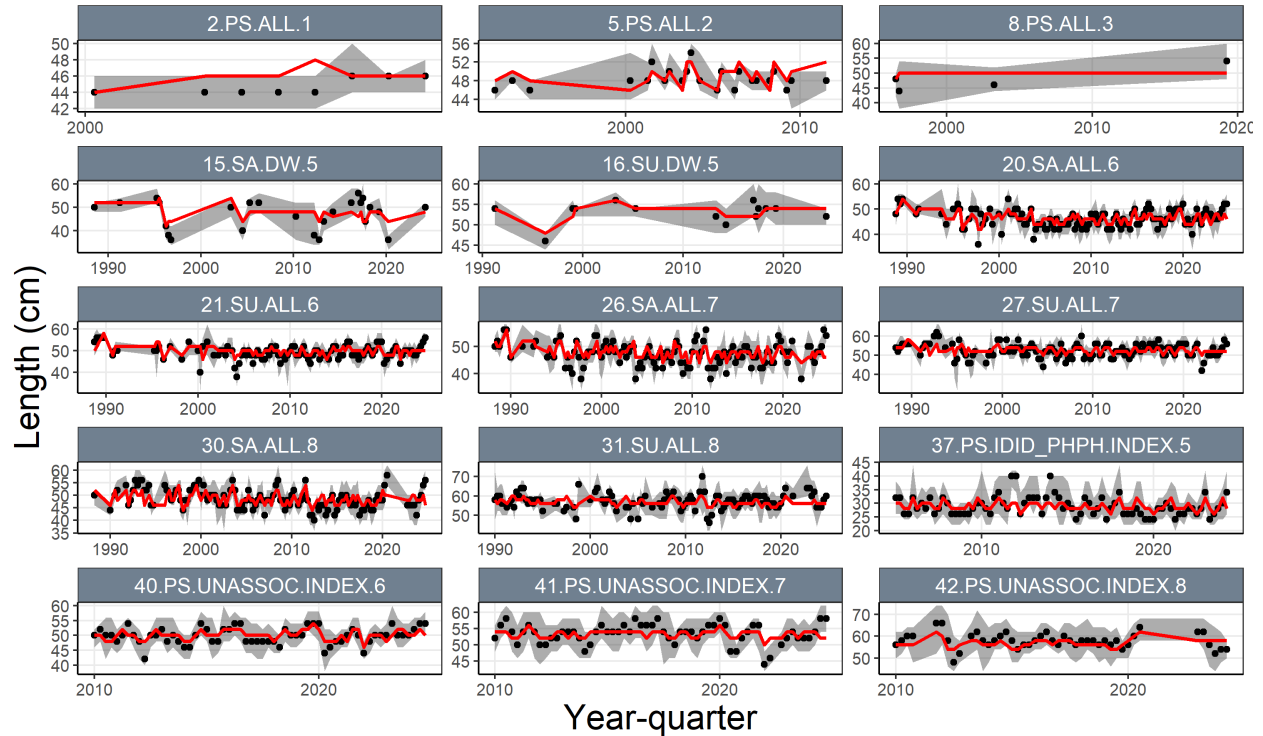 2.PS.ALL.1 5.PS.ALL.2 8.PS.ALL.3
50 48 46 44 42 56 52 48 44 60 55 50 45 40
2000 2000 2010 2000 2010 2020
15.SA.DW.5 16.SU.DW.5 20.SA.ALL.6
60 50 40 60 55 50 45 60 50 40
1990 2000 2010 2020 1990 2000 2010 2020 1990 2000 2010 2020
21.SU.ALL.6 26.SA.ALL.7 27.SU.ALL.7
60 50 40 50 40 60 50 40
1990 2000 2010 2020 1990 2000 2010 2020 1990 2000 2010 2020
30.SA.ALL.8 31.SU.ALL.8 37.PS.IDID_PHPH.INDEX.5
60 55 50 45 40 35 70 60 50 45 40 35 30 25 20
1990 2000 2010 2020 1990 2000 2010 2020 2010 2020
40.PS.UNASSOC.INDEX.6 41.PS.UNASSOC.INDEX.7 42.PS.UNASSOC.INDEX.8
60 55 50 45 40 60 55 50 45 70 60 50
2010 2020 2010 2020 2010 2020
Length (cm)
Year-quarter